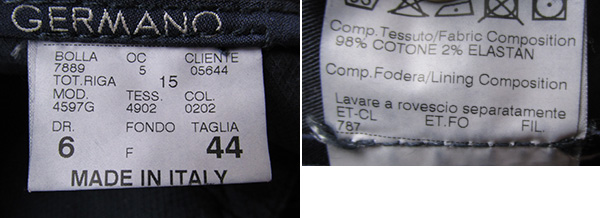 GERMANO
BOLLA OC CLIENTE
7889 5 05644
TOT.RIGA 15
MOD. TESS. COL.
4597G 4902 0202
DR. FONDO TAGLIA
6 F 44
MADE IN ITALY
Comp.Tessuto/Fabric Composition
98% COTONE 2% ELASTAN
Comp.Fodera/Lining Composition
Lavare a rovescio separatamente
ET-CL ET.FO FIL.
787